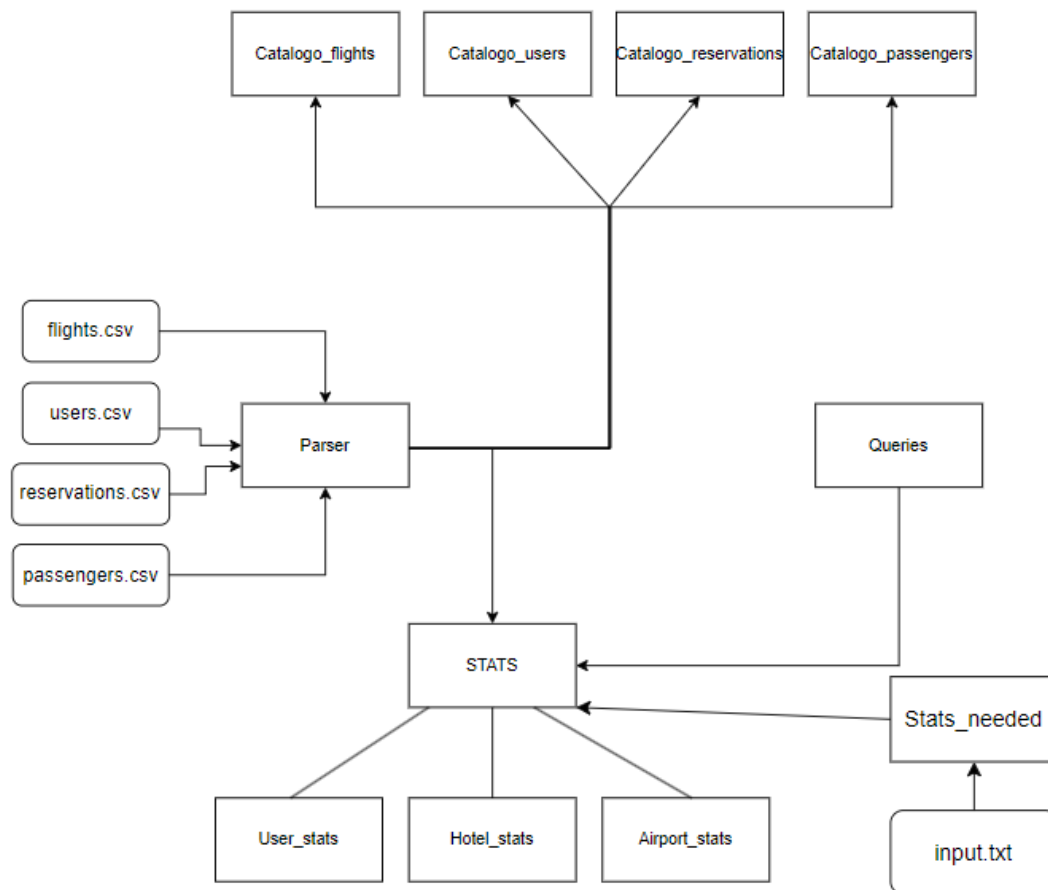 Catalogo_flights
Catalogo_users
Catalogo_reservations
Catalogo_passengers
flights.csv
users.csv
reservations.csv
passengers.csv
Parser
Queries
STATS
Stats_needed
User_stats
Hotel_stats
Airport_stats
input.txt